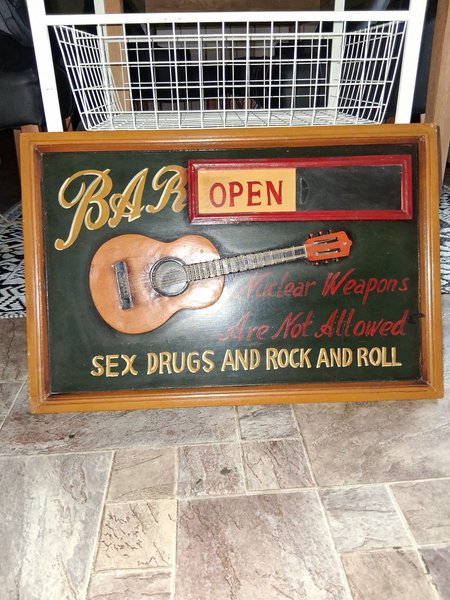 BAR OPEN
Nuclear Weapons
Are Not Allowed
SEX DRUGS AND ROCK AND ROLL